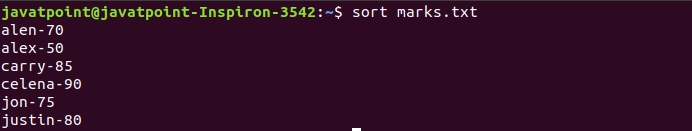 javatpoint@javatpoint-Inspiron-3542:~$ sort marks.txt
alen-70
alex-50
carry-85
celena-90
jon-75
justin-80